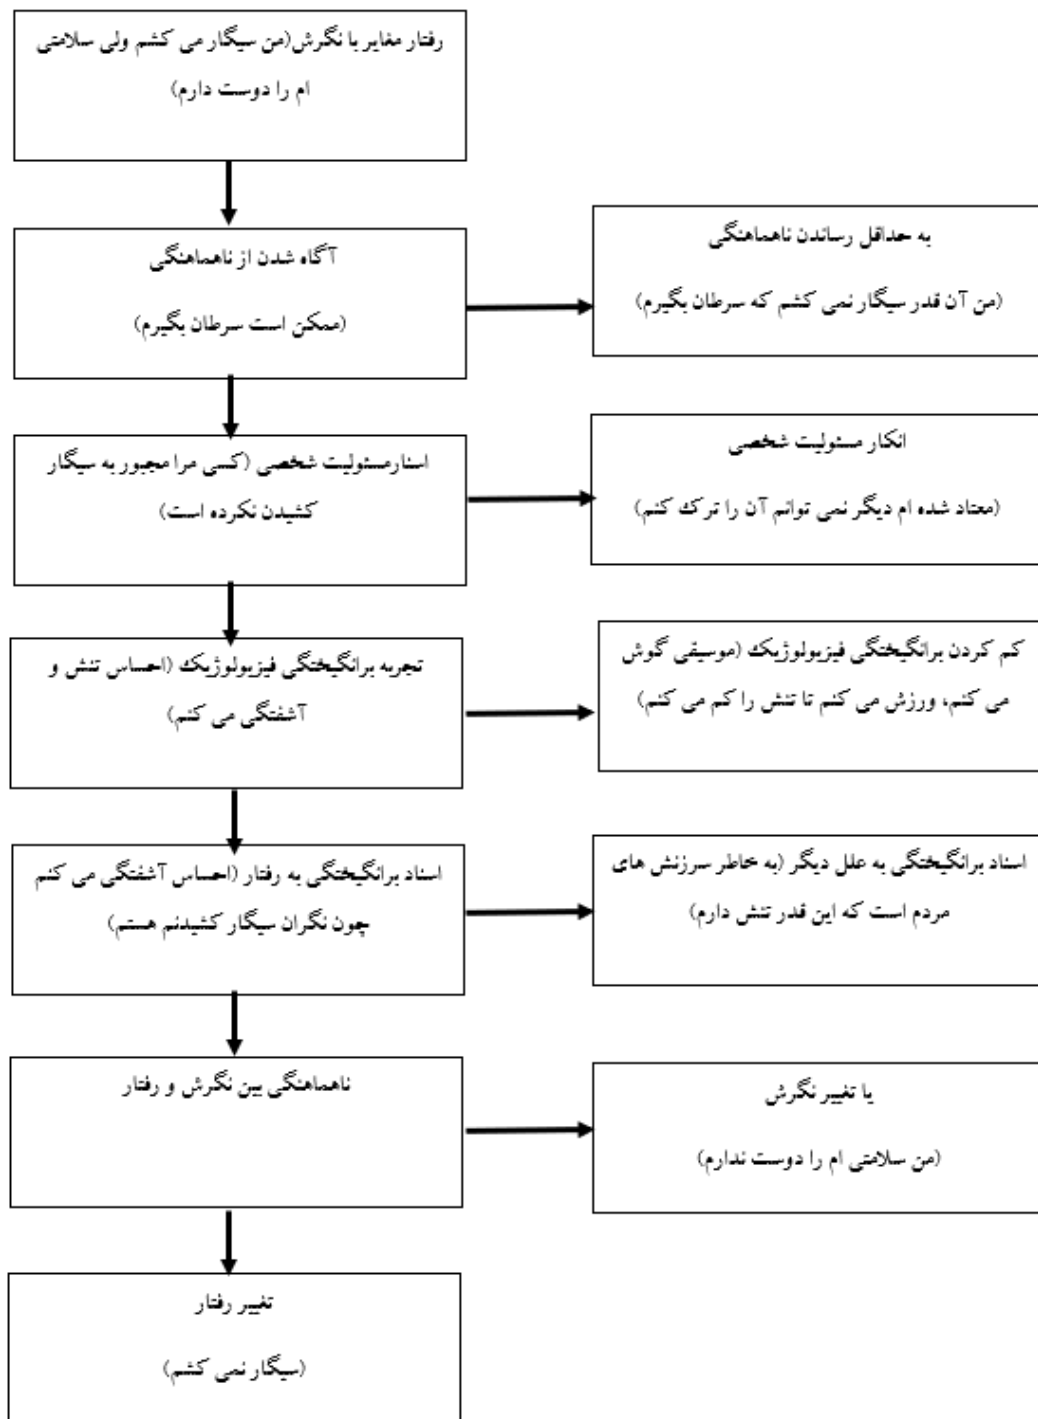 رفتار مغایر با نگرش(من سیگار می کشم ولی سلامتی
ام را دوست دارم)
آگاه شدن از ناهماهنگی
(ممکن است سرطان بگیرم)
به حداقل رساندن ناهماهنگی
(من آن قدر سیگار نمی کشم که سرطان بگیرم)
اسنارمسئولیت شخصی (کسی مرا مجبور به سیگار
کشیدن نکرده است)
انکار مسئولیت شخصی
(معتاد شده ام دیگر نمی توانم آن را ترک کنم)
تجربه برانگیختگی فیزیولوژیک (احساس تنش و
آشفتگی می کنم)
کم کردن برانگیختگی فیزیولوژیک (موسیقی گوش
می کنم، ورزش می کنم تا تنش را کم می کنم)
اسناد برانگیختگی به رفتار (احساس آشفتگی می کنم
چون نگران سیگار کشیدنم هستم)
اسناد برانگیختگی به علل دیگر (به خاطر سرزنش های
مردم است که این قدر تنش دارم)
ناهماهنگی بین نگرش و رفتار
یا تغییر نگرش
(من سلامتی ام را دوست ندارم)
تغییر رفتار
(سیگار نمی کشم)